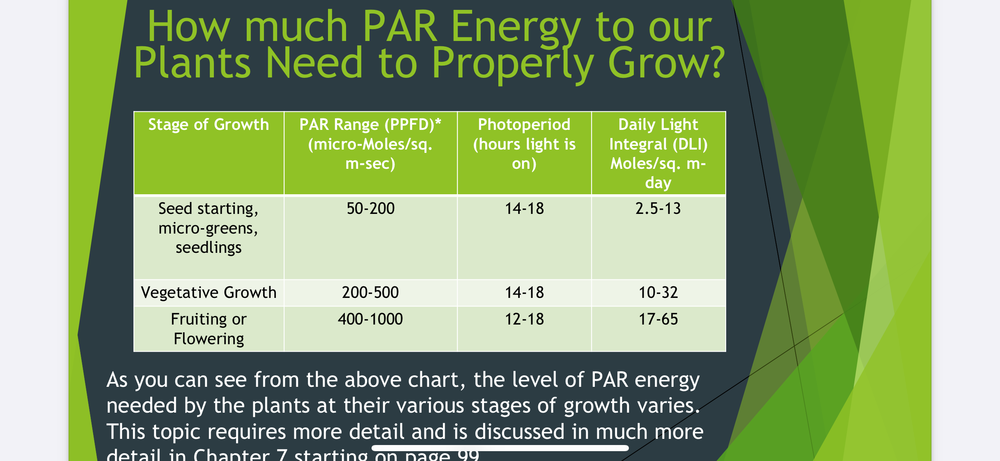 How much PAR Energy to our
Plants Need to Properly Grow?
Stage of Growth
PAR Range (PPFD)*
(micro-Moles/sq.
m-sec)
Photoperiod
(hours light is
on)
Daily Light
Integral (DLI)
Moles/sq. m-
day
Seed starting,
micro-greens,
seedlings
50-200
14-18
2.5-13
Vegetative Growth
200-500
14-18
10-32
Fruiting or
Flowering
400-1000
12-18
17-65
As you can see from the above chart, the level of PAR energy
needed by the plants at their various stages of growth varies.
This topic requires more detail and is discussed in much more
detail in Chapter 7 starting on page 99